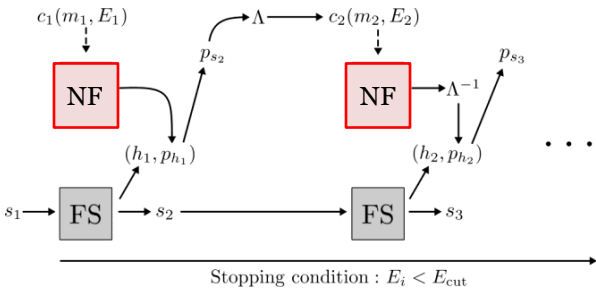 c₁(m₁, E₁) Λ c₂(m₂, E₂)
p_{s₂} p_{s₃}
NF NF Λ⁻¹
(h₁, p_{h₁}) (h₂, p_{h₂}) . . .
s₁ FS s₂ FS s₃
Stopping condition : E_i < E_cut